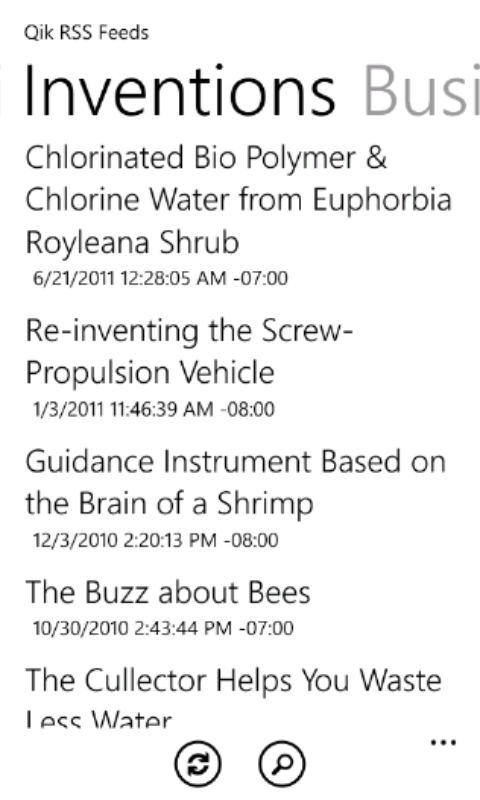 Qik RSS Feeds
Inventions Busi
Chlorinated Bio Polymer &
Chlorine Water from Euphorbia
Royleana Shrub
6/21/2011 12:28:05 AM -07:00
Re-inventing the Screw-
Propulsion Vehicle
1/3/2011 11:46:39 AM -08:00
Guidance Instrument Based on
the Brain of a Shrimp
12/3/2010 2:20:13 PM -08:00
The Buzz about Bees
10/30/2010 2:43:44 PM -07:00
The Cullector Helps You Waste
Less Water
...